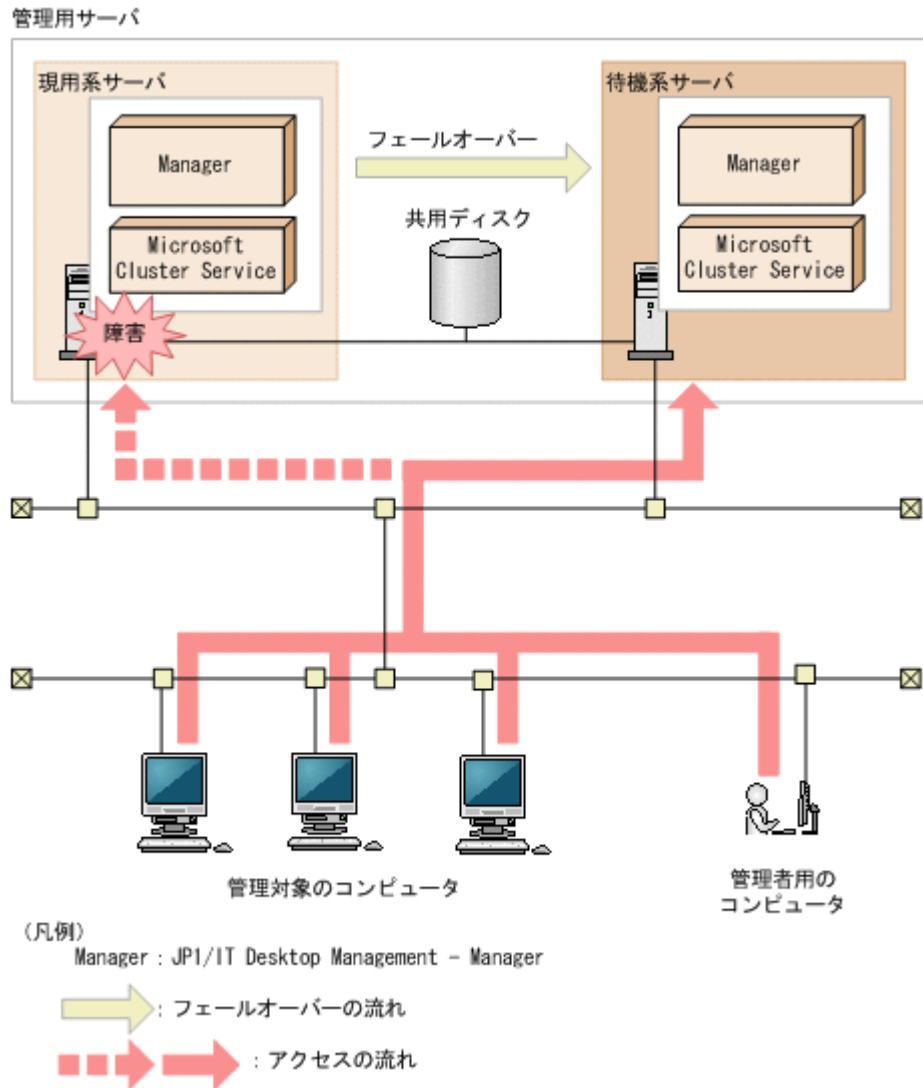 管理用サーバ
現用系サーバ
待機系サーバ
Manager
フェールオーバー
Manager
共用ディスク
Microsoft
Cluster Service
Microsoft
Cluster Service
障害
管理対象のコンピュータ
管理者用の
コンピュータ
(凡例)
Manager : JP1/IT Desktop Management - Manager
: フェールオーバーの流れ
: アクセスの流れ